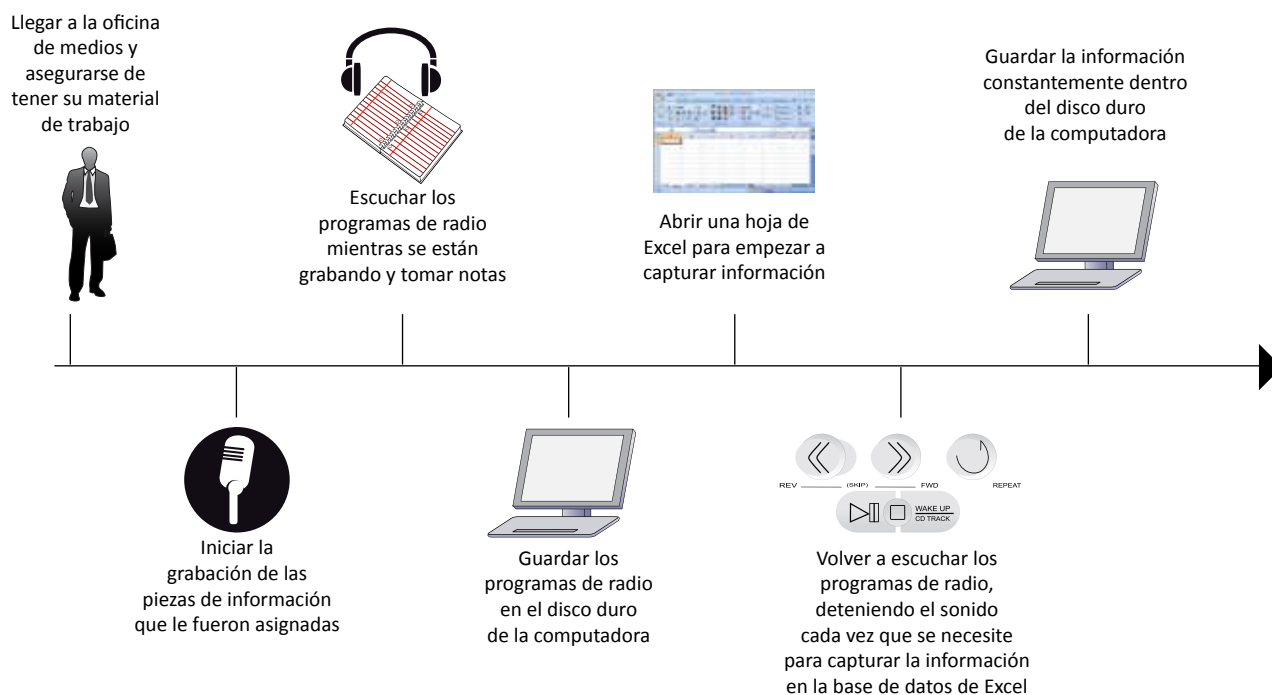 Llegar a la oficina
de medios y
asegurarse de
tener su material
de trabajo
Iniciar la
grabación de las
piezas de información
que le fueron asignadas
Escuchar los
programas de radio
mientras se están
grabando y tomar notas
Guardar los
programas de radio
en el disco duro
de la computadora
Abrir una hoja de
Excel para empezar a
capturar información
REV
(SKIP)
FWD
REPEAT
WAKE UP
CD TRACK
Volver a escuchar los
programas de radio,
deteniendo el sonido
cada vez que se necesite
para capturar la información
en la base de datos de Excel
Guardar la información
constantemente dentro
del disco duro
de la computadora